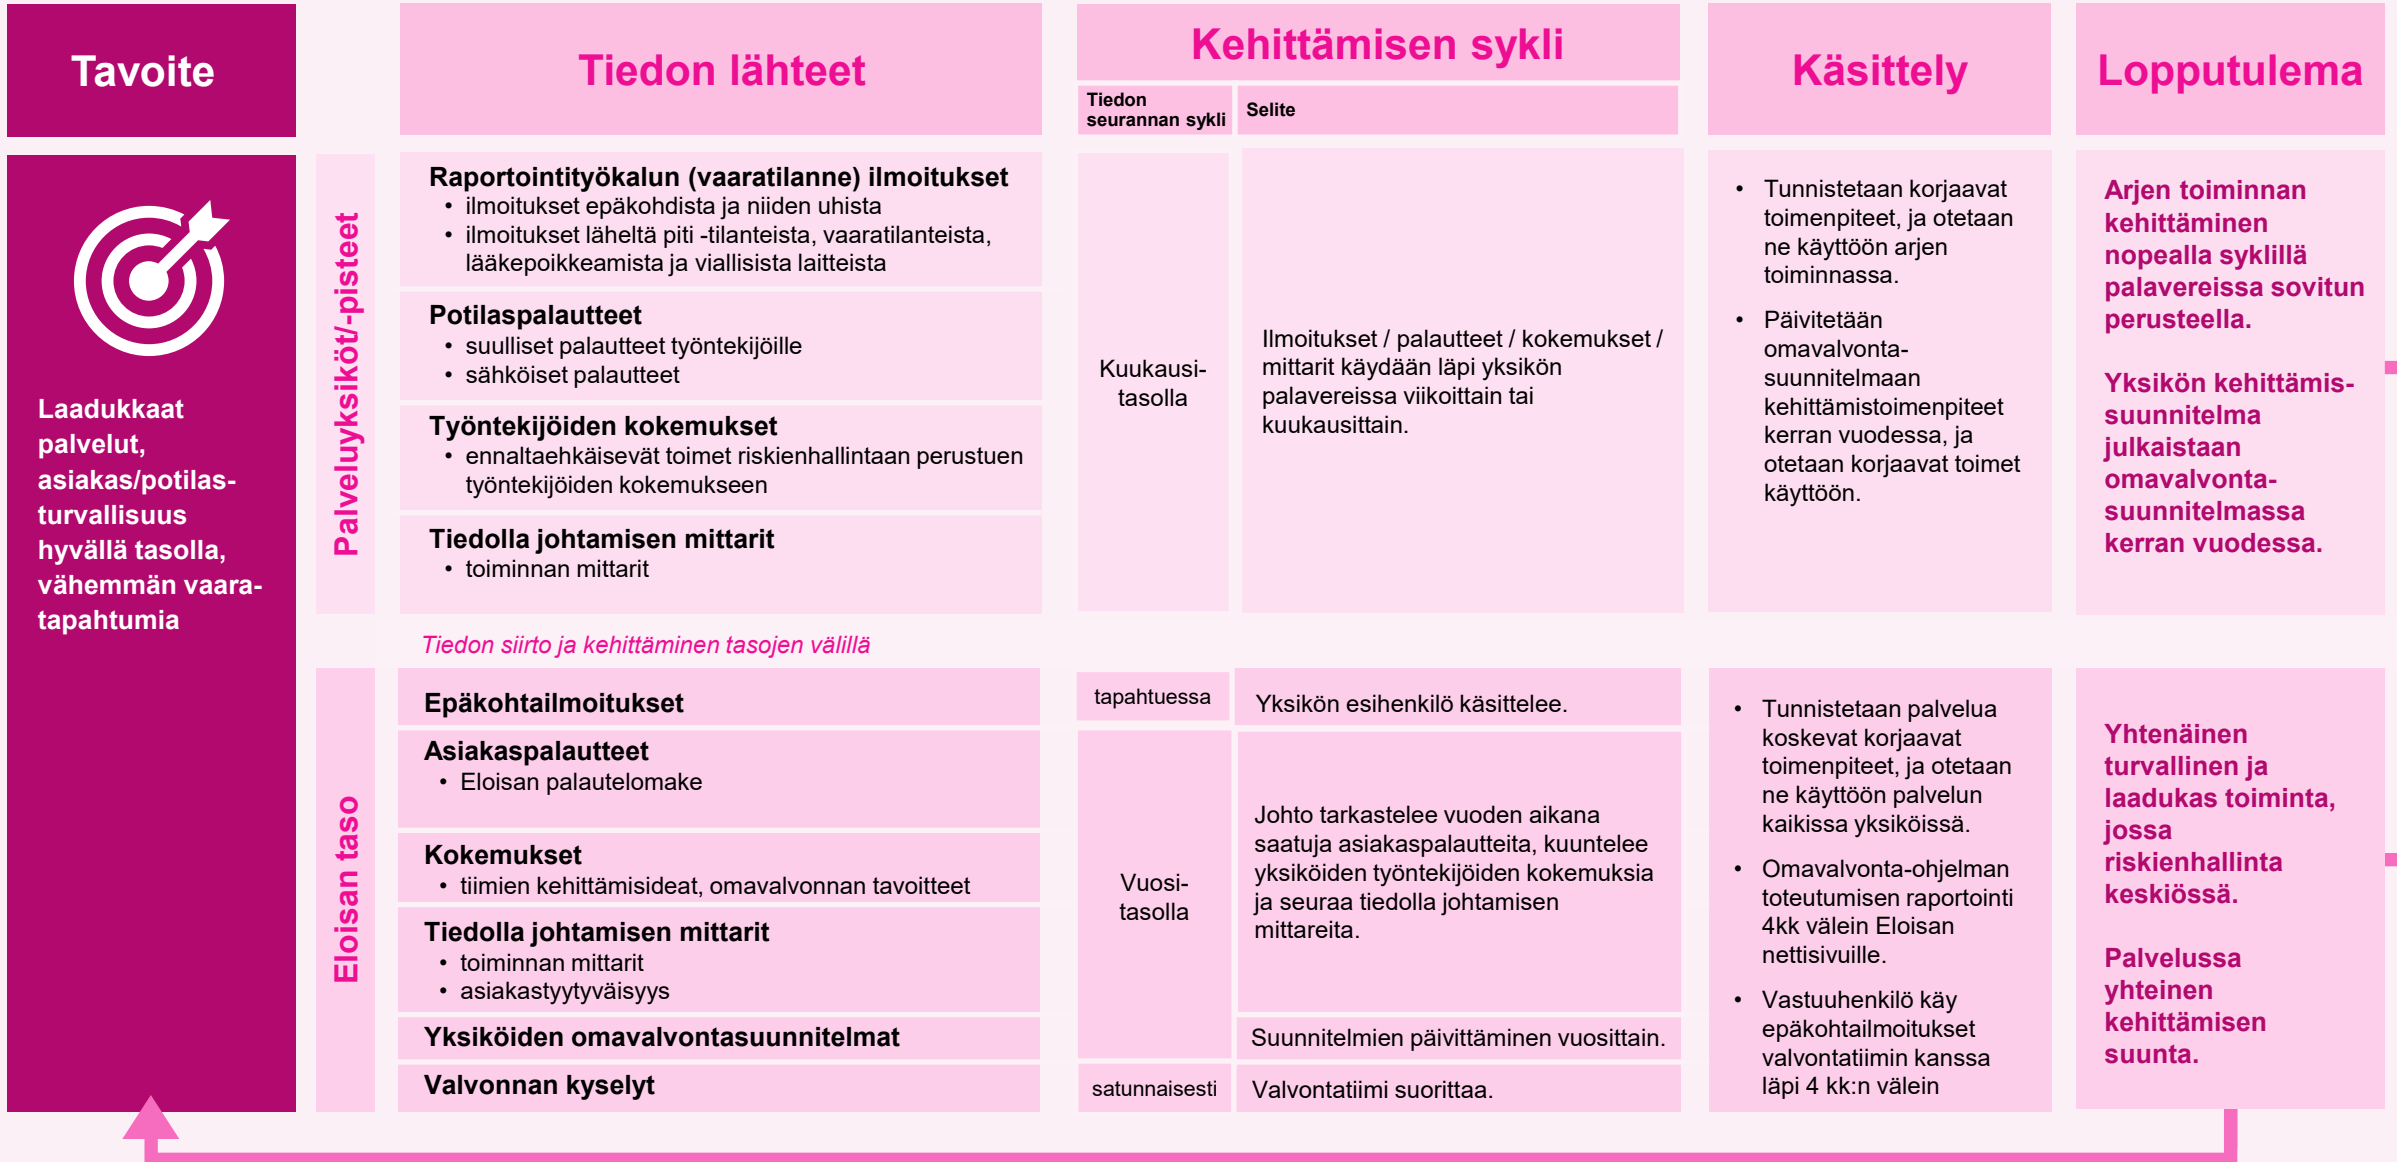 Tavoite
Tiedon lähteet
Kehittämisen sykli
Tiedon
seurannan sykli
Selite
Käsittely
Lopputulema
Laadukkaat
palvelut,
asiakas/potilas-
turvallisuus
hyvällä tasolla,
vähemmän vaara-
tapahtumia
Palveluyksiköt/-pisteet
Raportointityökalun (vaaratilanne) ilmoitukset
• ilmoitukset epäkohdista ja niiden uhista
• ilmoitukset läheltä piti -tilanteista, vaaratilanteista,
lääkepoikkeamista ja viallisista laitteista
Potilaspalautteet
• suulliset palautteet työntekijöille
• sähköiset palautteet
Työntekijöiden kokemukset
• ennaltaehkäisevät toimet riskienhallintaan perustuen
työntekijöiden kokemukseen
Tiedolla johtamisen mittarit
• toiminnan mittarit
Kuukausi-
tasolla
Ilmoitukset / palautteet / kokemukset /
mittarit käydään läpi yksikön
palavereissa viikoittain tai
kuukausittain.
• Tunnistetaan korjaavat
toimenpiteet, ja otetaan
ne käyttöön arjen
toiminnassa.
• Päivitetään
omavalvonta-
suunnitelmaan
kehittämistoimenpiteet
kerran vuodessa, ja
otetaan korjaavat toimet
käyttöön.
Arjen toiminnan
kehittäminen
nopealla syklillä
palavereissa sovitun
perusteella.
Yksikön kehittämis-
suunnitelma
julkaistaan
omavalvonta-
suunnitelmassa
kerran vuodessa.
Tiedon siirto ja kehittäminen tasojen välillä
Eloisan taso
Epäkohtailmoitukset
Asiakaspalautteet
• Eloisan palautelomake
Kokemukset
• tiimien kehittämisideat, omavalvonnan tavoitteet
Tiedolla johtamisen mittarit
• toiminnan mittarit
• asiakastyytyväisyys
Yksiköiden omavalvontasuunnitelmat
Valvonnan kyselyt
tapahtuessa
Yksikön esihenkilö käsittelee.
Vuosi-
tasolla
Johto tarkastelee vuoden aikana
saatuja asiakaspalautteita, kuuntelee
yksiköiden työntekijöiden kokemuksia
ja seuraa tiedolla johtamisen
mittareita.
Suunnitelmien päivittäminen vuosittain.
satunnaisesti
Valvontatiimi suorittaa.
• Tunnistetaan palvelua
koskevat korjaavat
toimenpiteet, ja otetaan
ne käyttöön palvelun
kaikissa yksiköissä.
• Omavalvonta-ohjelman
toteutumisen raportointi
4kk välein Eloisan
nettisivuille.
• Vastuuhenkilö käy
epäkohtailmoitukset
valvontatiimin kanssa
läpi 4 kk:n välein
Yhtenäinen
turvallinen ja
laadukas toiminta,
jossa
riskienhallinta
keskiössä.
Palvelussa
yhteinen
kehittämisen
suunta.